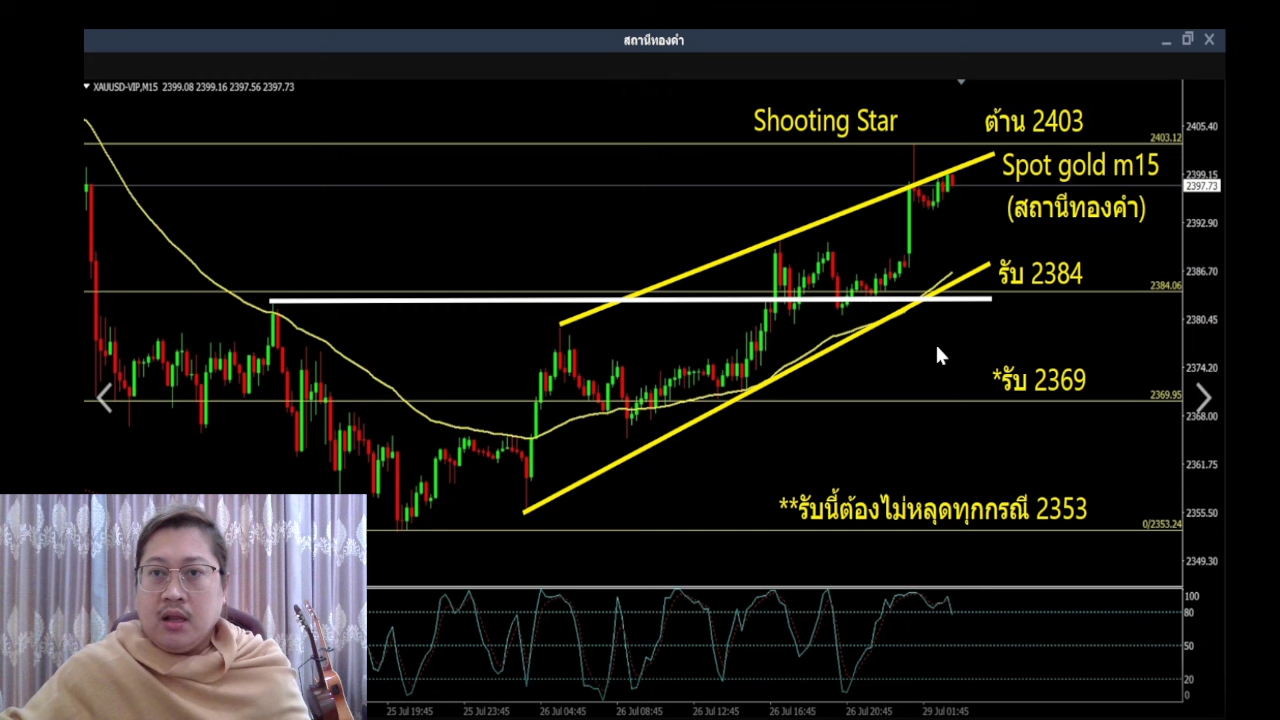 สถานีทองคำ
XAUUSD-VIP,M15 2399.08 2399.16 2397.56 2397.73
Shooting Star
ต้าน 2403
2405.40
2403.12
Spot gold m15
2399.15
2397.73
(สถานีทองคำ)
2392.90
รับ 2384
2386.70
2384.06
2380.45
*รับ 2369
2374.20
2369.95
2368.00
2361.75
**รับนี้ต้องไม่หลุดทุกกรณี 2353
2355.50
0/2353.24
2349.30
100
80
50
20
0
25 Jul 19:45 25 Jul 23:45 26 Jul 04:45 26 Jul 08:45 26 Jul 12:45 26 Jul 16:45 26 Jul 20:45 29 Jul 01:45